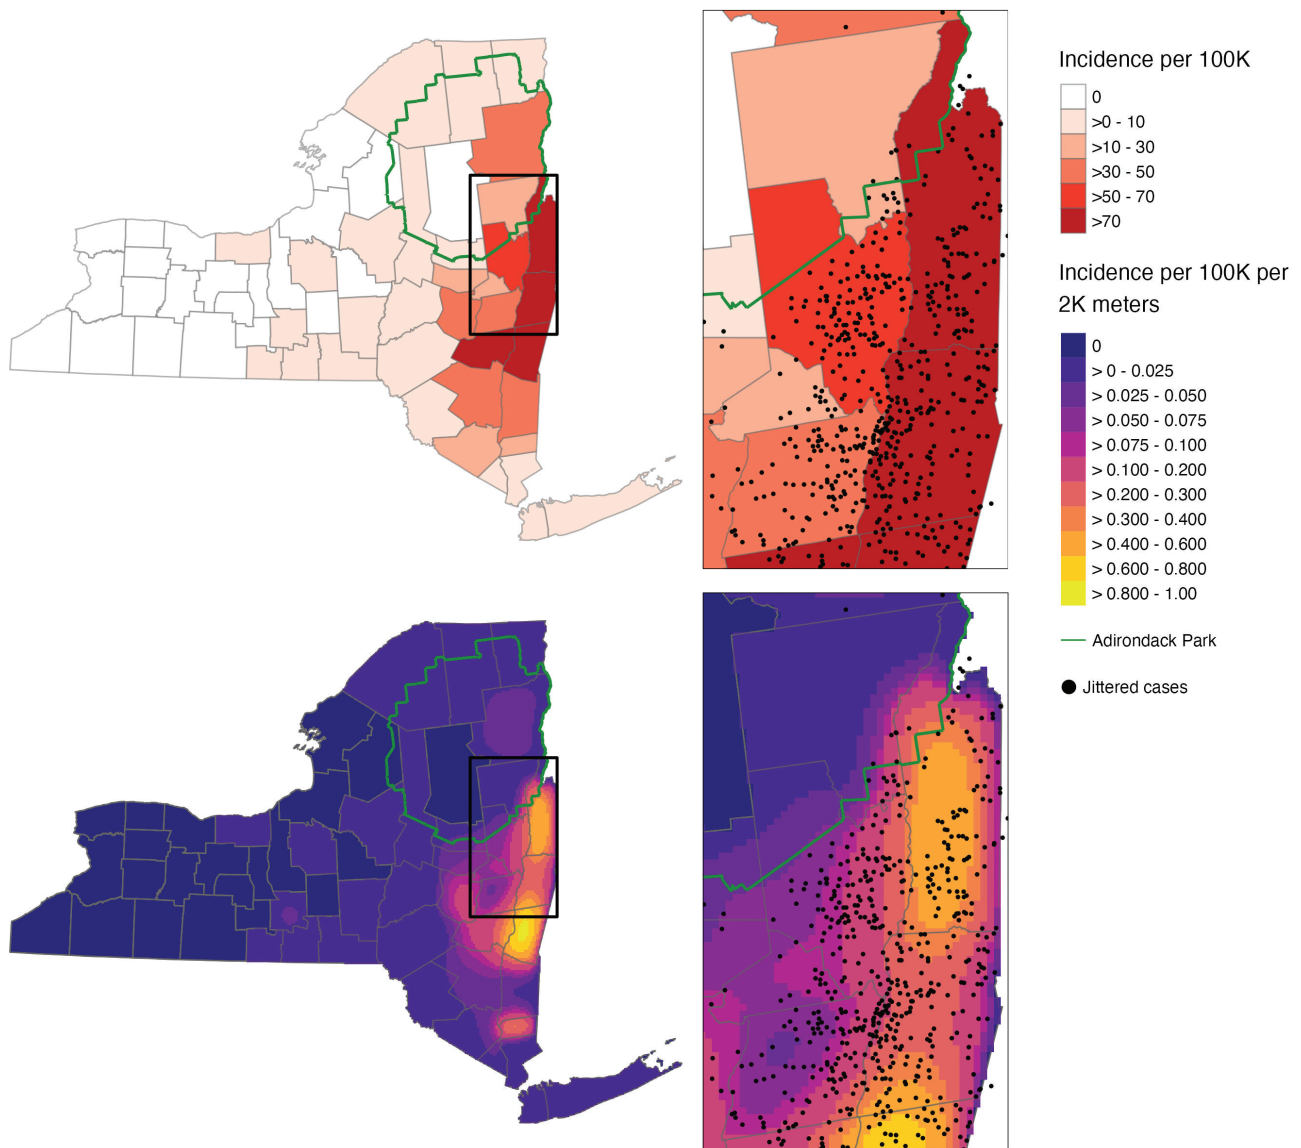 Incidence per 100K
0
>0 - 10
>10 - 30
>30 - 50
>50 - 70
>70
Incidence per 100K per
2K meters
0
> 0 - 0.025
> 0.025 - 0.050
> 0.050 - 0.075
> 0.075 - 0.100
> 0.100 - 0.200
> 0.200 - 0.300
> 0.300 - 0.400
> 0.400 - 0.600
> 0.600 - 0.800
> 0.800 - 1.00
Adirondack Park
Jittered cases